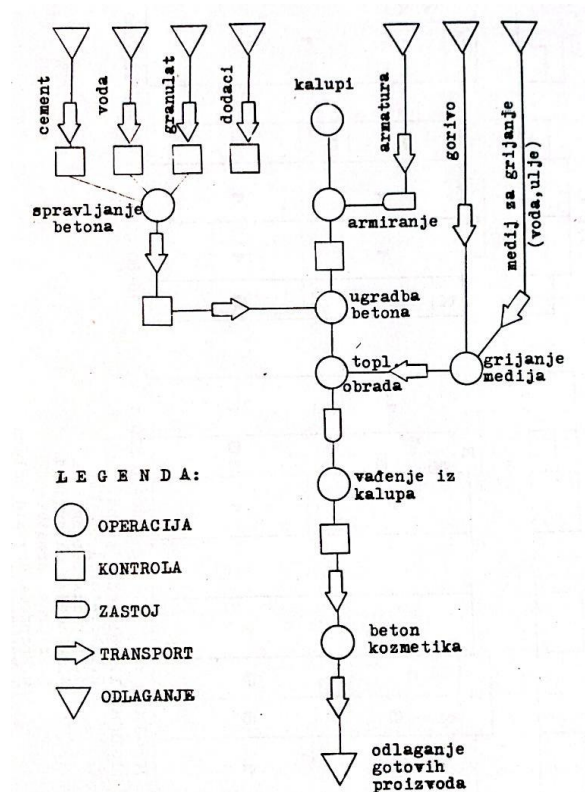 cement
voda
granulat
dodaci
kalupi
armatura
gorivo
medij za grijanje
(voda,ulje)
spravljanje
betona
armiranje
ugradba
betona
topl.
obrada
grijanje
medija
vađenje iz
kalupa
LEGENDA:
OPERACIJA
KONTROLA
ZASTOJ
TRANSPORT
ODLAGANJE
beton
kozmetika
odlaganje
gotovih
proizvoda